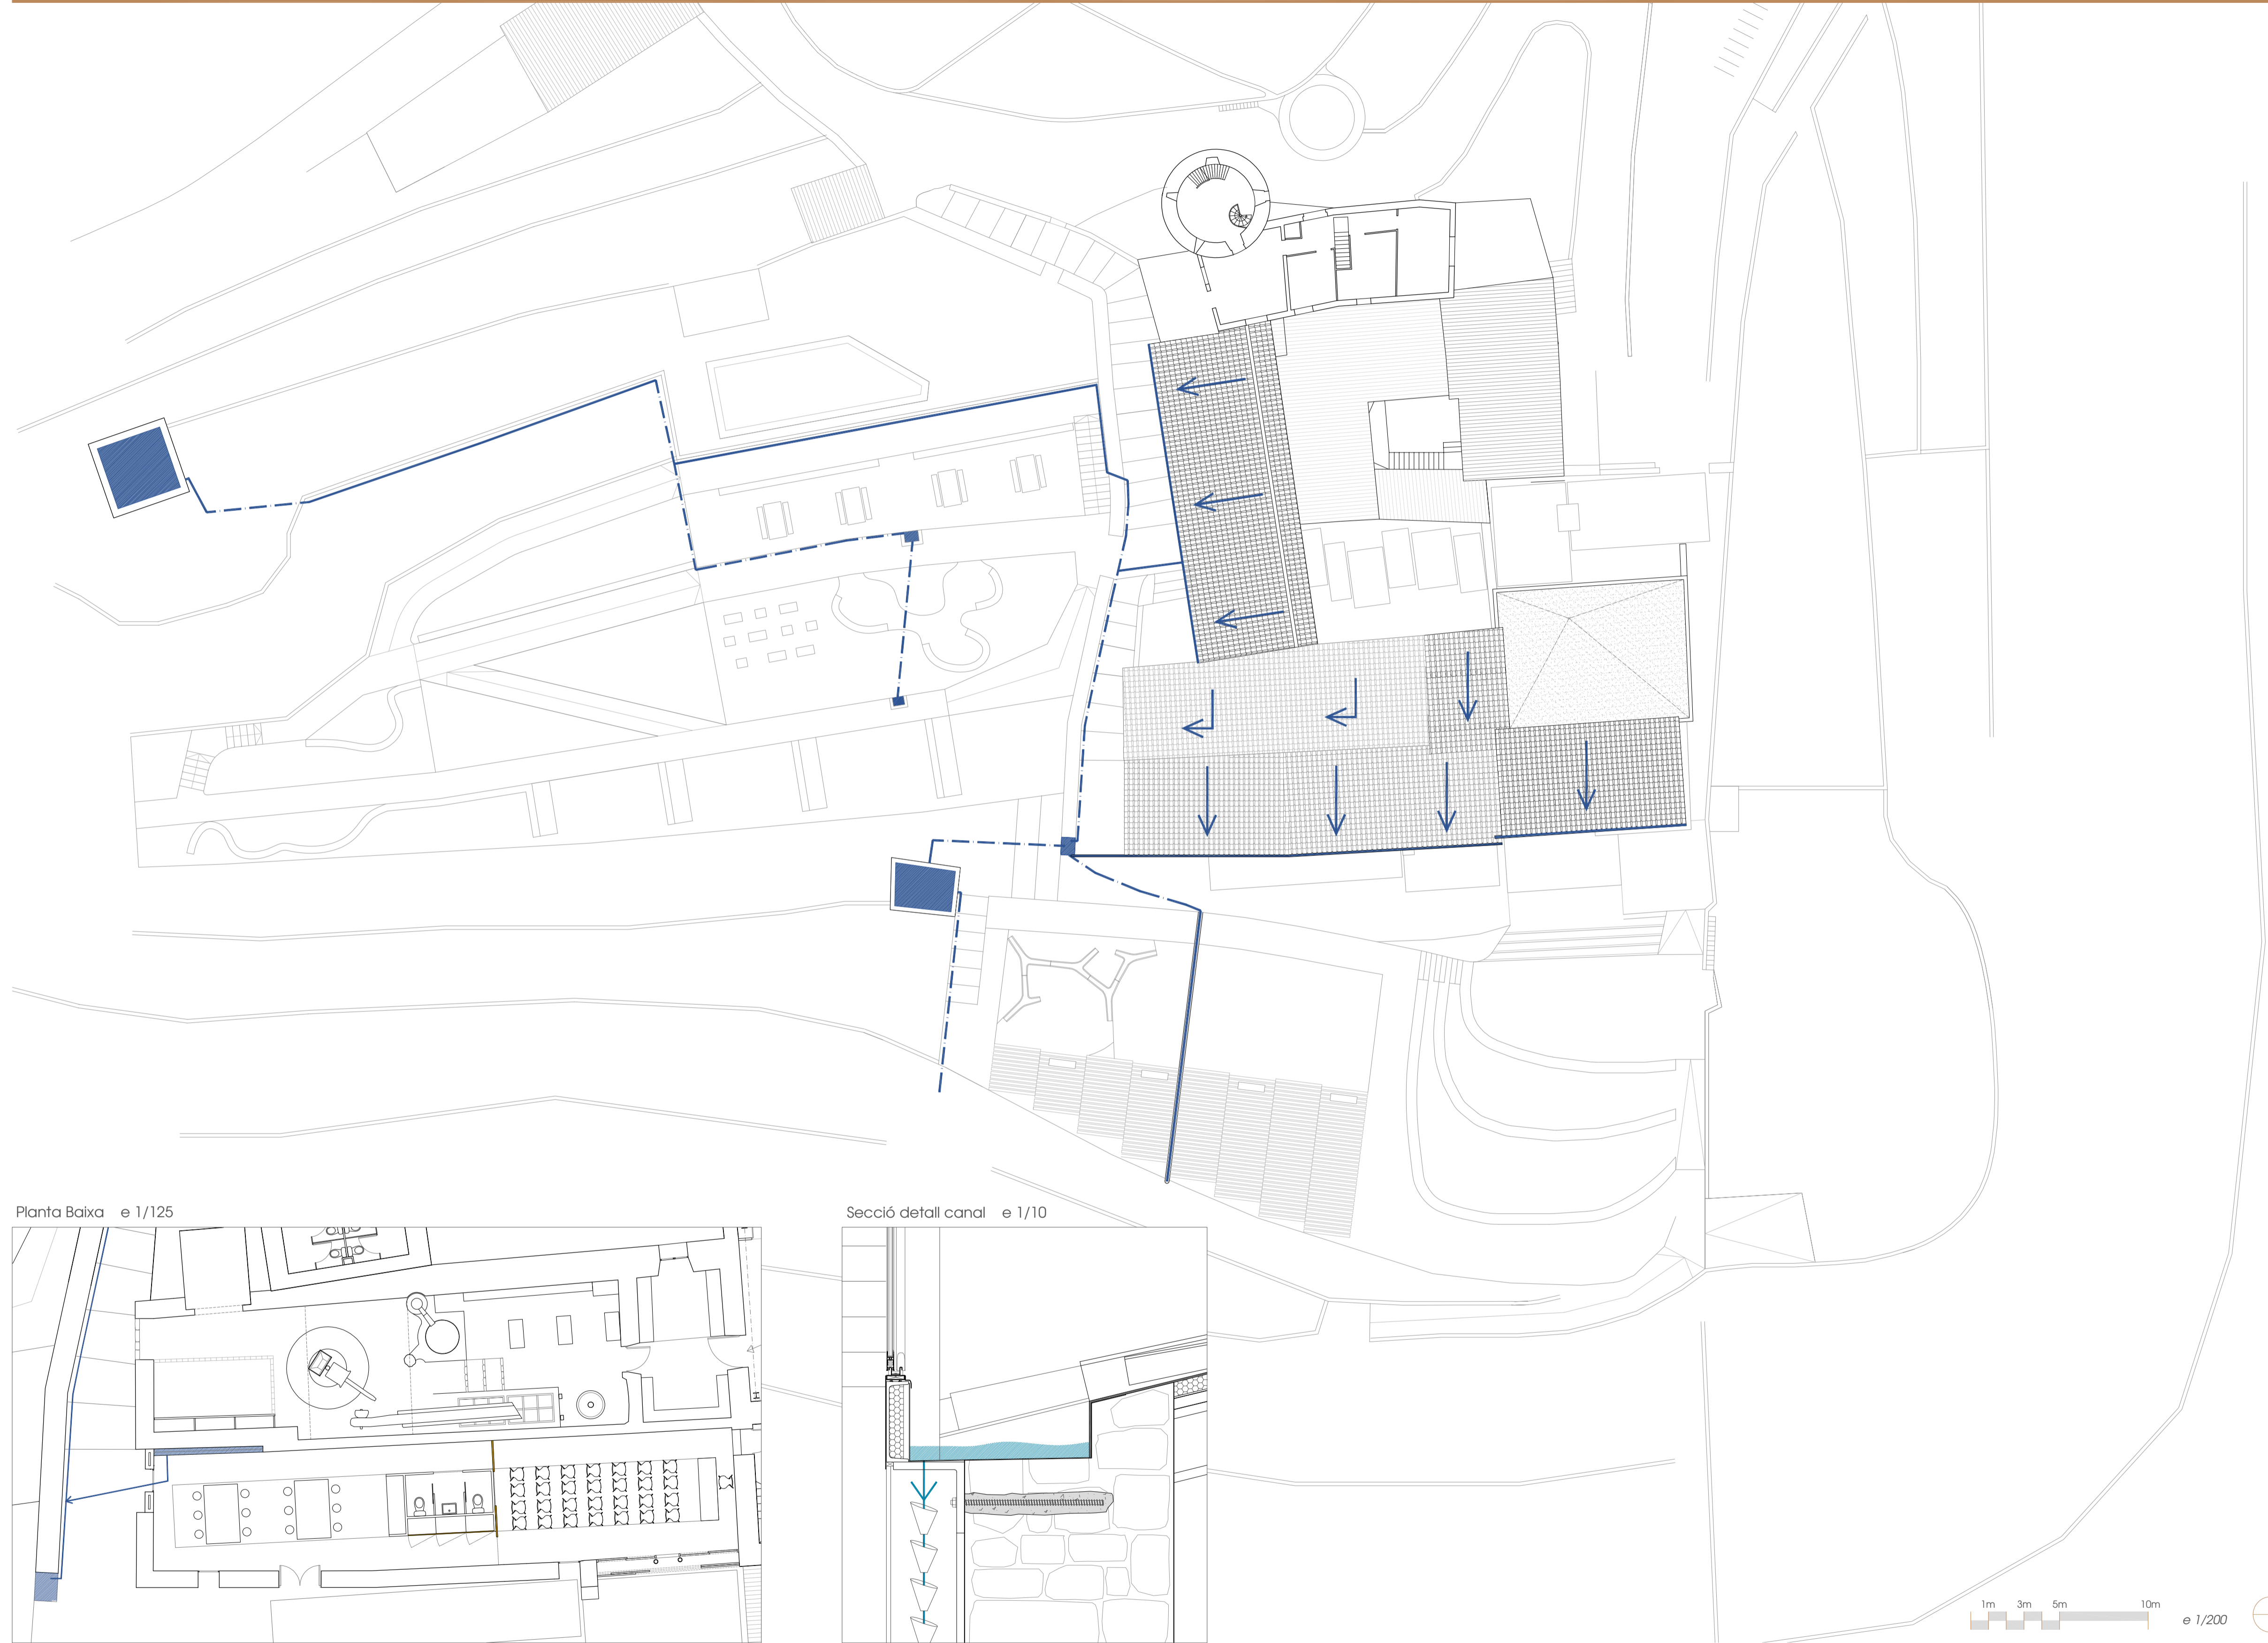 Planta Baixa e 1/125
Secció detall canal e 1/10
1m 3m 5m 10m
e 1/200